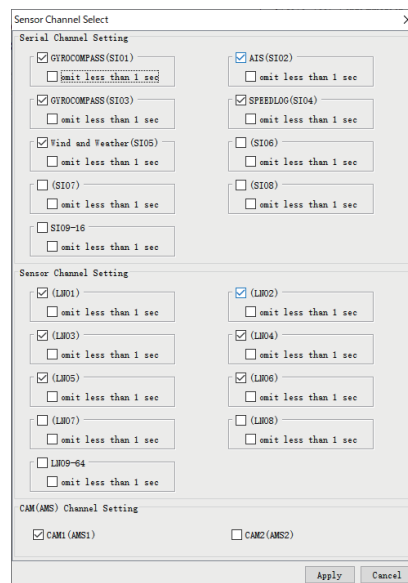 Sensor Channel Select
Serial Channel Setting
GYROCOMPASS(SI01) AIS(SI02)
omit less than 1 sec omit less than 1 sec
GYROCOMPASS(SI03) SPEEDLOG(SI04)
omit less than 1 sec omit less than 1 sec
Wind and Weather(SI05) (SI06)
omit less than 1 sec omit less than 1 sec
(SI07) (SI08)
omit less than 1 sec omit less than 1 sec
SI09-16
omit less than 1 sec
Sensor Channel Setting
(LN01) (LN02)
omit less than 1 sec omit less than 1 sec
(LN03) (LN04)
omit less than 1 sec omit less than 1 sec
(LN05) (LN06)
omit less than 1 sec omit less than 1 sec
(LN07) (LN08)
omit less than 1 sec omit less than 1 sec
LN09-64
omit less than 1 sec
CAM(AMS) Channel Setting
CAM1(AMS1) CAM2(AMS2)
Apply Cancel